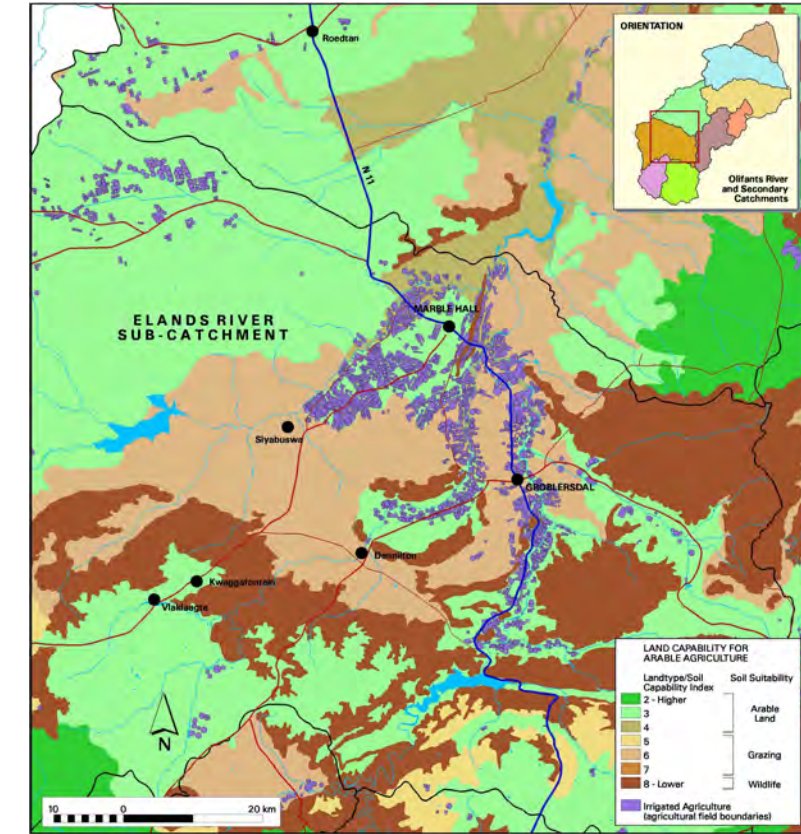 Roedtan
N 11
ORIENTATION
Olifants River
and Secondary
Catchments
MARBLE HALL
ELANDS RIVER
SUB-CATCHMENT
Siyabuswa
GROBLERSDAL
Dennilton
Kwaggafontein
Vlaklaagte
N
10 0 20 km
LAND CAPABILITY FOR
ARABLE AGRICULTURE
Landtype/Soil
Capability Index
Soil Suitability
2 - Higher
3
4
Arable
Land
5
6
7
Grazing
8 - Lower
Wildlife
Irrigated Agriculture
(agricultural field boundaries)